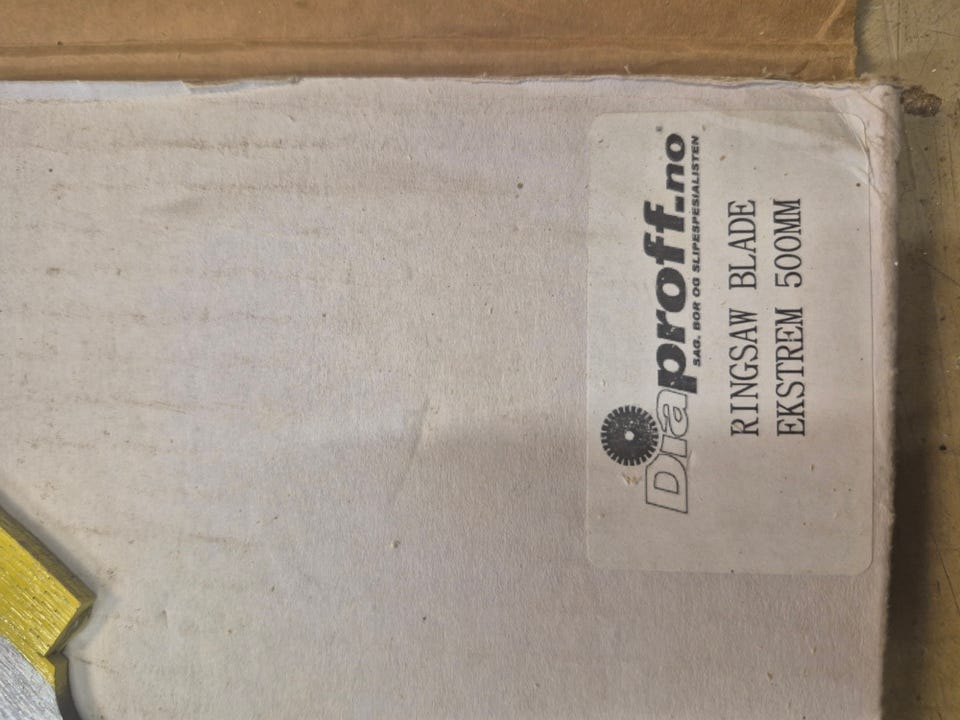 Diaproff.no
SAG, BOR OG SLIPESPESIALISTEN
RINGSAW BLADE
EKSTREM 500MM